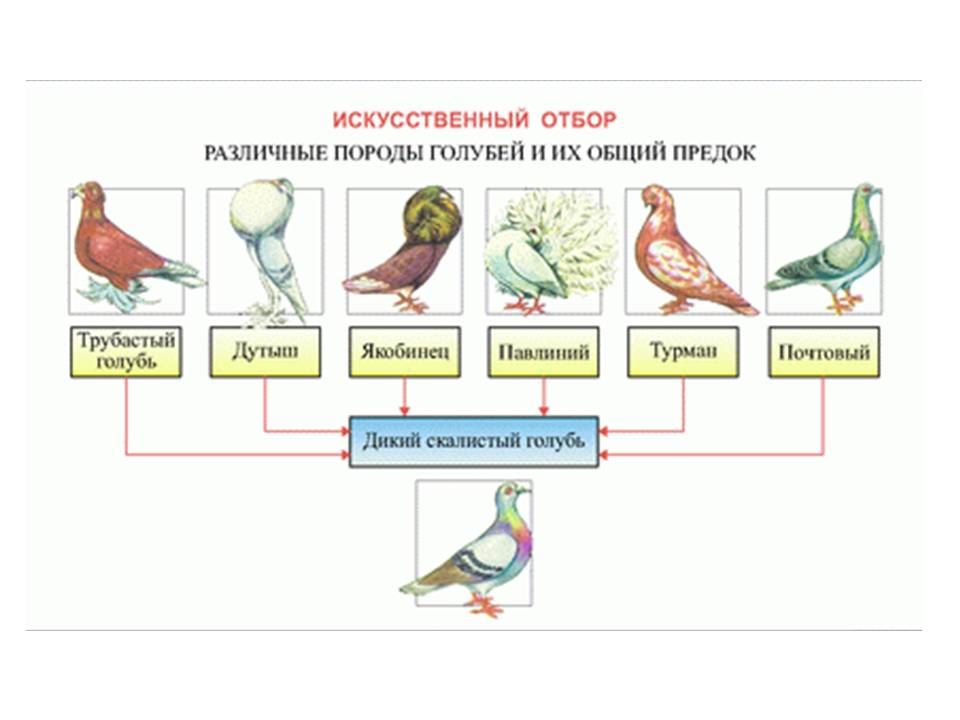 ИСКУССТВЕННЫЙ ОТБОР
РАЗЛИЧНЫЕ ПОРОДЫ ГОЛУБЕЙ И ИХ ОБЩИЙ ПРЕДОК
Трубастый
голубь
Дутыш
Якобинец
Павлиний
Турман
Почтовый
Дикий скалистый голубь